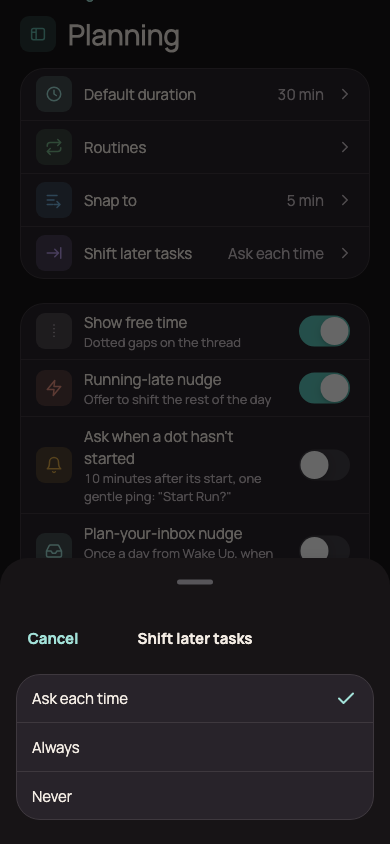 Planning
Default duration
30 min
Routines
Snap to
5 min
Shift later tasks
Ask each time
Show free time
Dotted gaps on the thread
Running-late nudge
Offer to shift the rest of the day
Ask when a dot hasn't
started
10 minutes after its start, one
gentle ping: "Start Run?"
Plan-your-inbox nudge
Once a day from Wake Up, when
Cancel
Shift later tasks
Ask each time
Always
Never